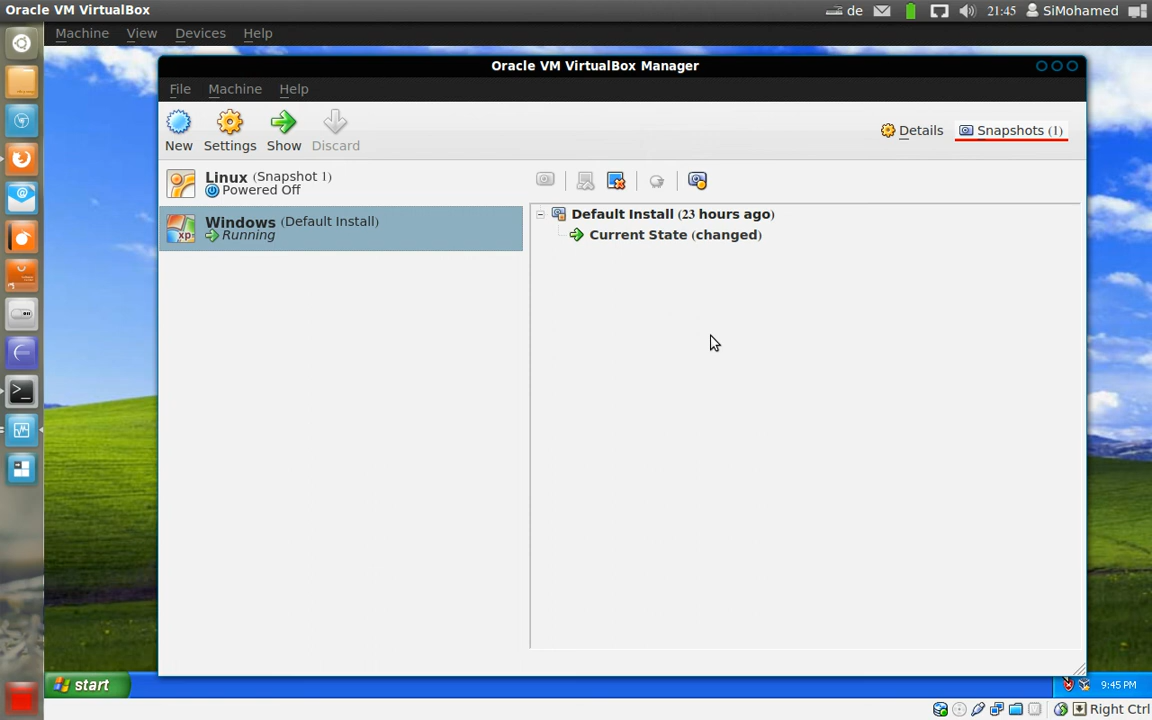 Oracle VM VirtualBox
de
21:45
SiMohamed
Machine View Devices Help
Oracle VM VirtualBox Manager
File Machine Help
New Settings Show Discard
Details
Snapshots (1)
Linux (Snapshot 1)
Powered Off
Windows (Default Install)
Running
Default Install (23 hours ago)
Current State (changed)
start
9:45 PM
Right Ctrl